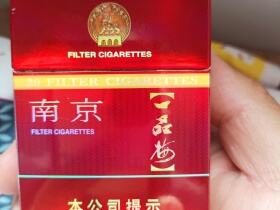 FILTER CIGARETTES
20 FILTER CIGARETTES
南京
【一品梅】
FILTER CIGARETTES
本公司提示